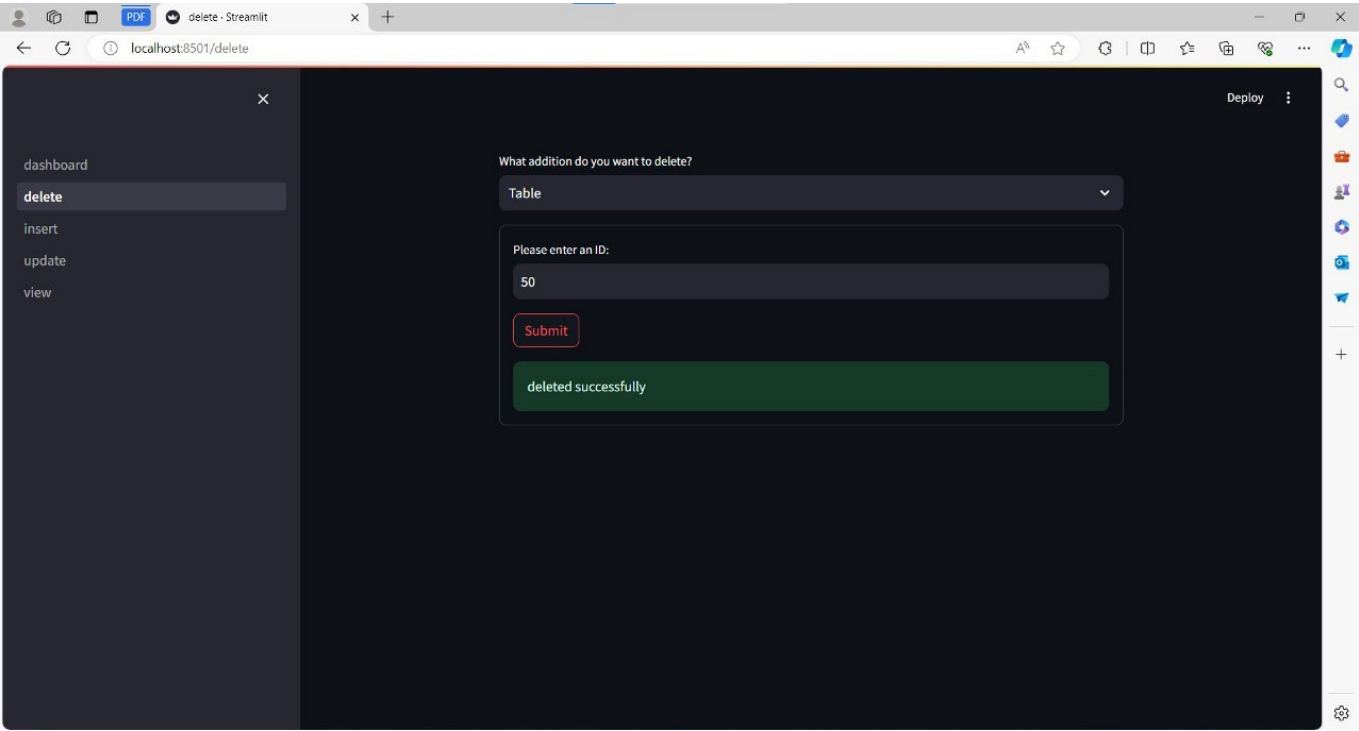 PDF
delete · Streamlit
localhost:8501/delete
Deploy
dashboard
delete
insert
update
view
What addition do you want to delete?
Table
Please enter an ID:
50
Submit
deleted successfully